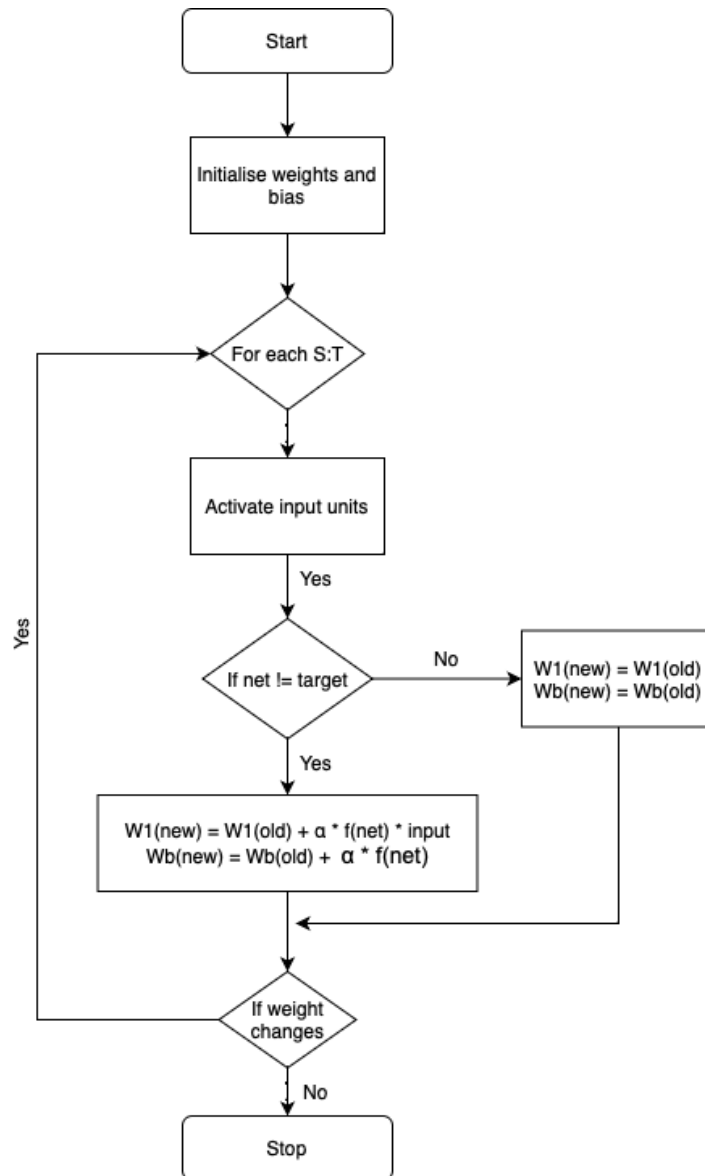 Start
Initialise weights and
bias
For each S:T
Activate input units
Yes
If net != target
No
W1(new) = W1(old)
Wb(new) = Wb(old)
Yes
Yes
W1(new) = W1(old) + α * f(net) * input
Wb(new) = Wb(old) + α * f(net)
If weight
changes
No
Stop